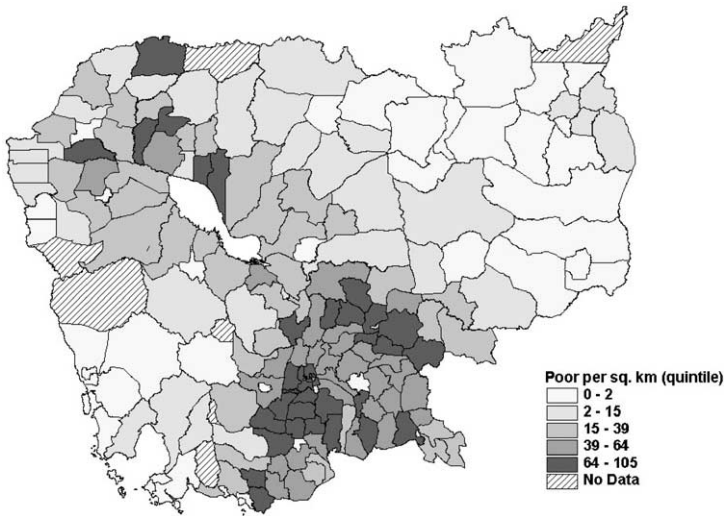 Poor per sq. km (quintile)
0 - 2
2 - 15
15 - 39
39 - 64
64 - 105
No Data